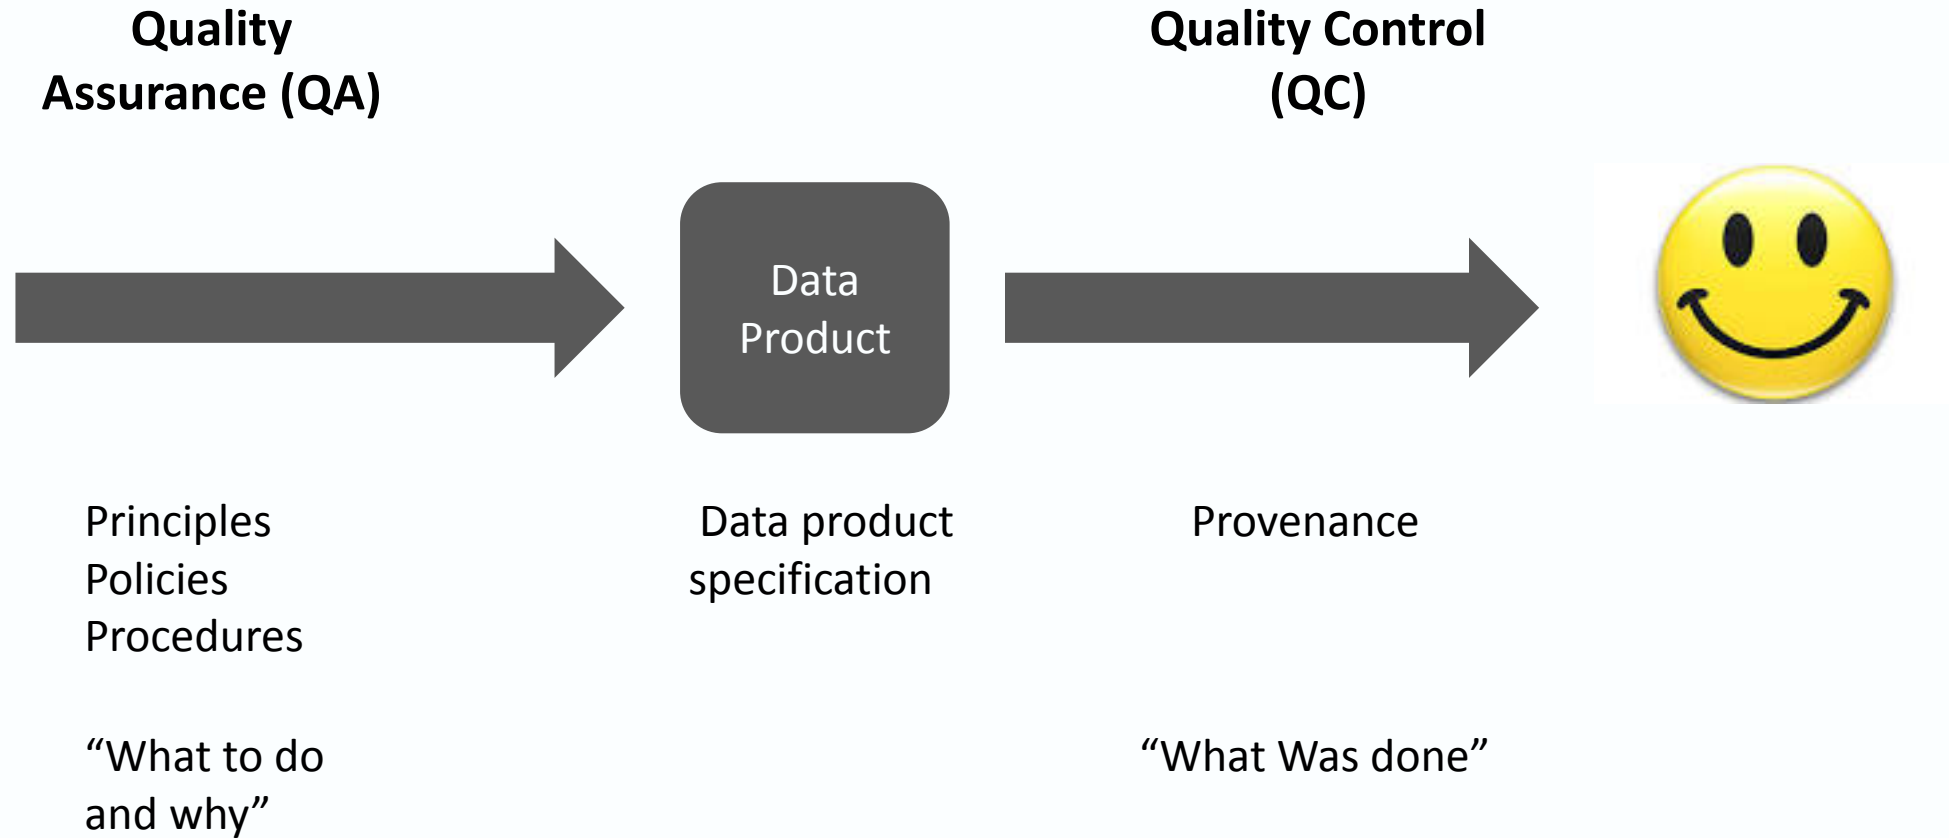 Quality
Assurance (QA)
Quality Control
(QC)
Data
Product
Principles
Policies
Procedures
Data product
specification
Provenance
“What to do
and why”
“What Was done”